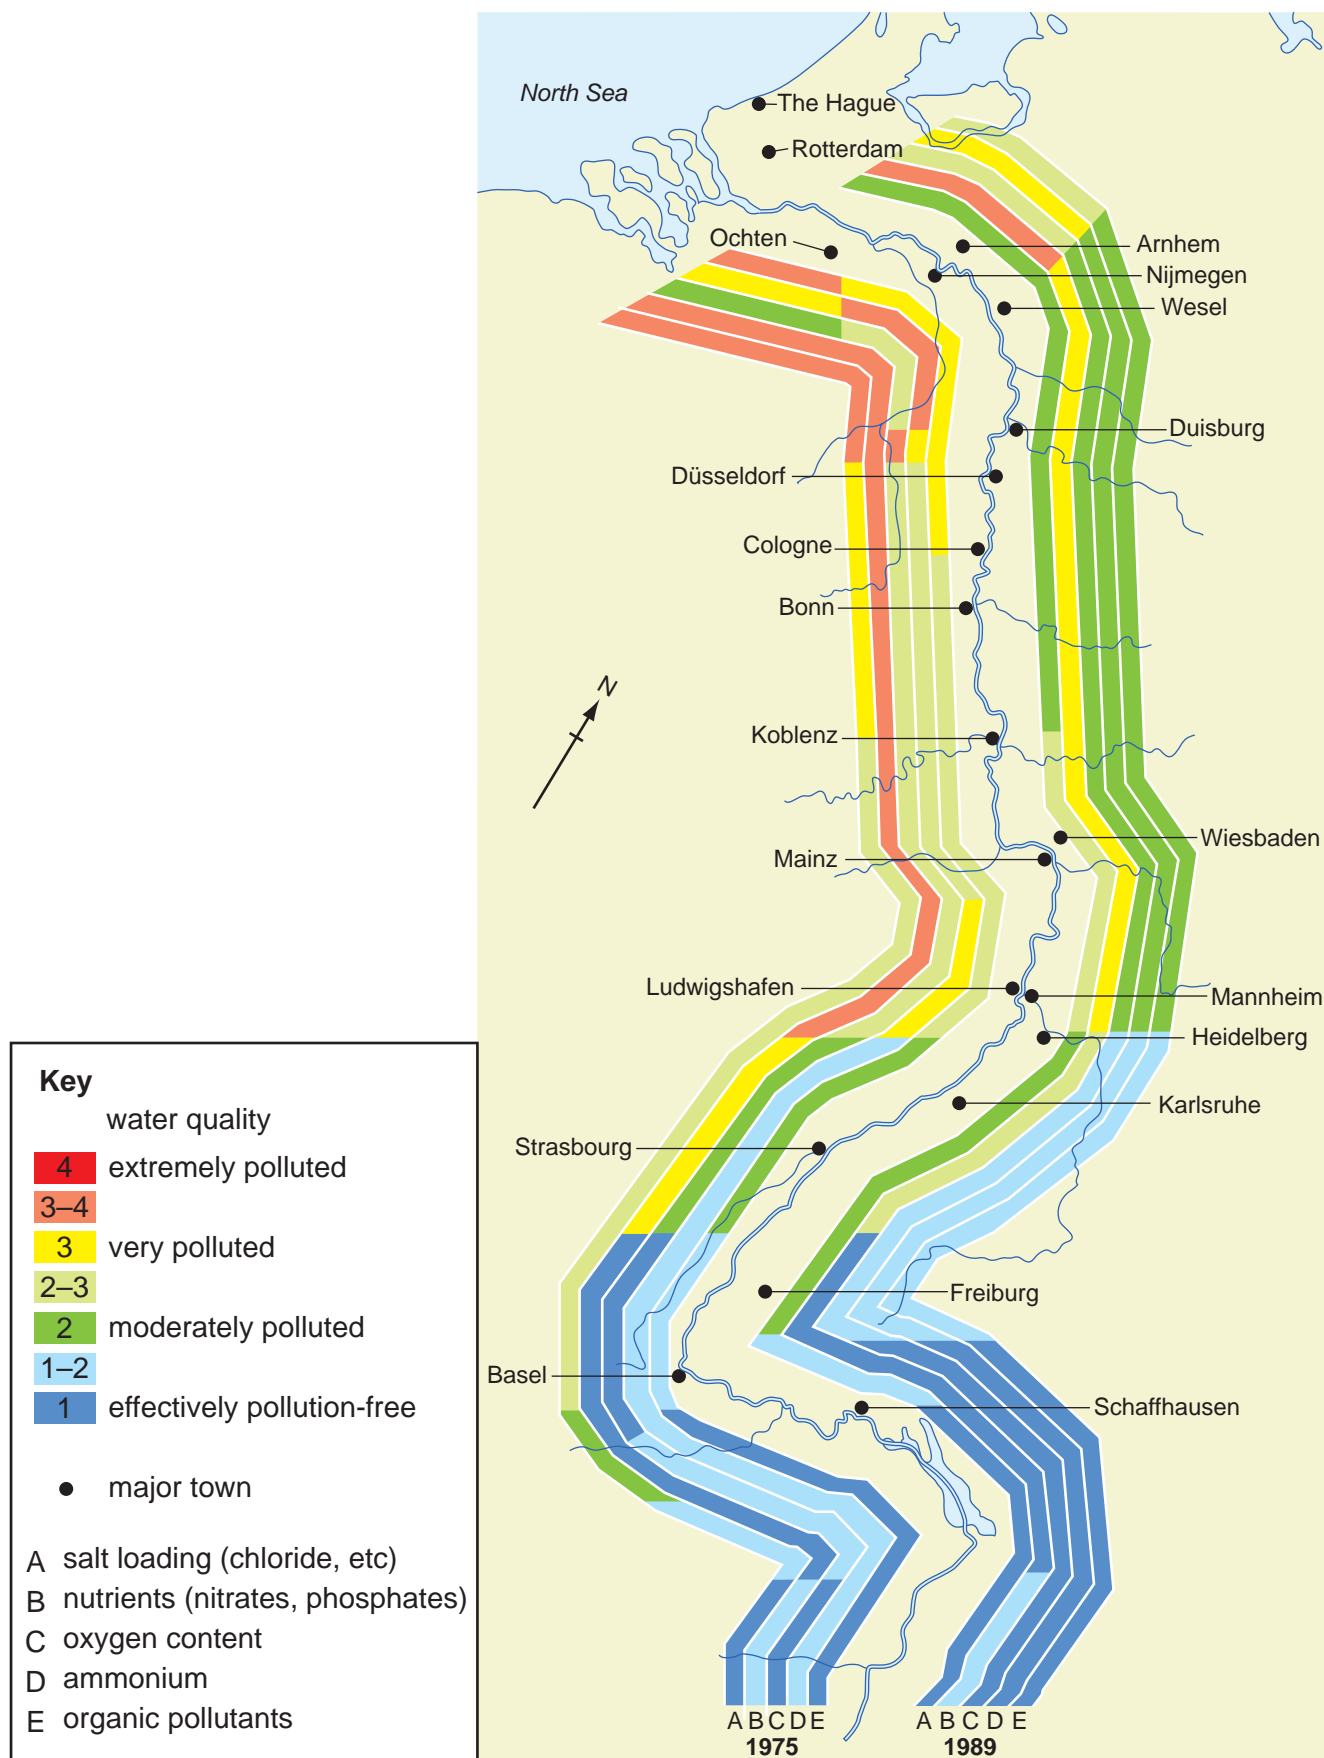 North Sea
The Hague
Rotterdam
Ochten
Arnhem
Nijmegen
Wesel
Duisburg
Düsseldorf
Cologne
Bonn
N
Koblenz
Wiesbaden
Mainz
Ludwigshafen
Mannheim
Heidelberg
Karlsruhe
Strasbourg
Freiburg
Basel
Schaffhausen
Key
water quality
4 extremely polluted
3–4
3 very polluted
2–3
2 moderately polluted
1–2
1 effectively pollution-free
major town
A salt loading (chloride, etc)
B nutrients (nitrates, phosphates)
C oxygen content
D ammonium
E organic pollutants
A B C D E
1975
A B C D E
1989